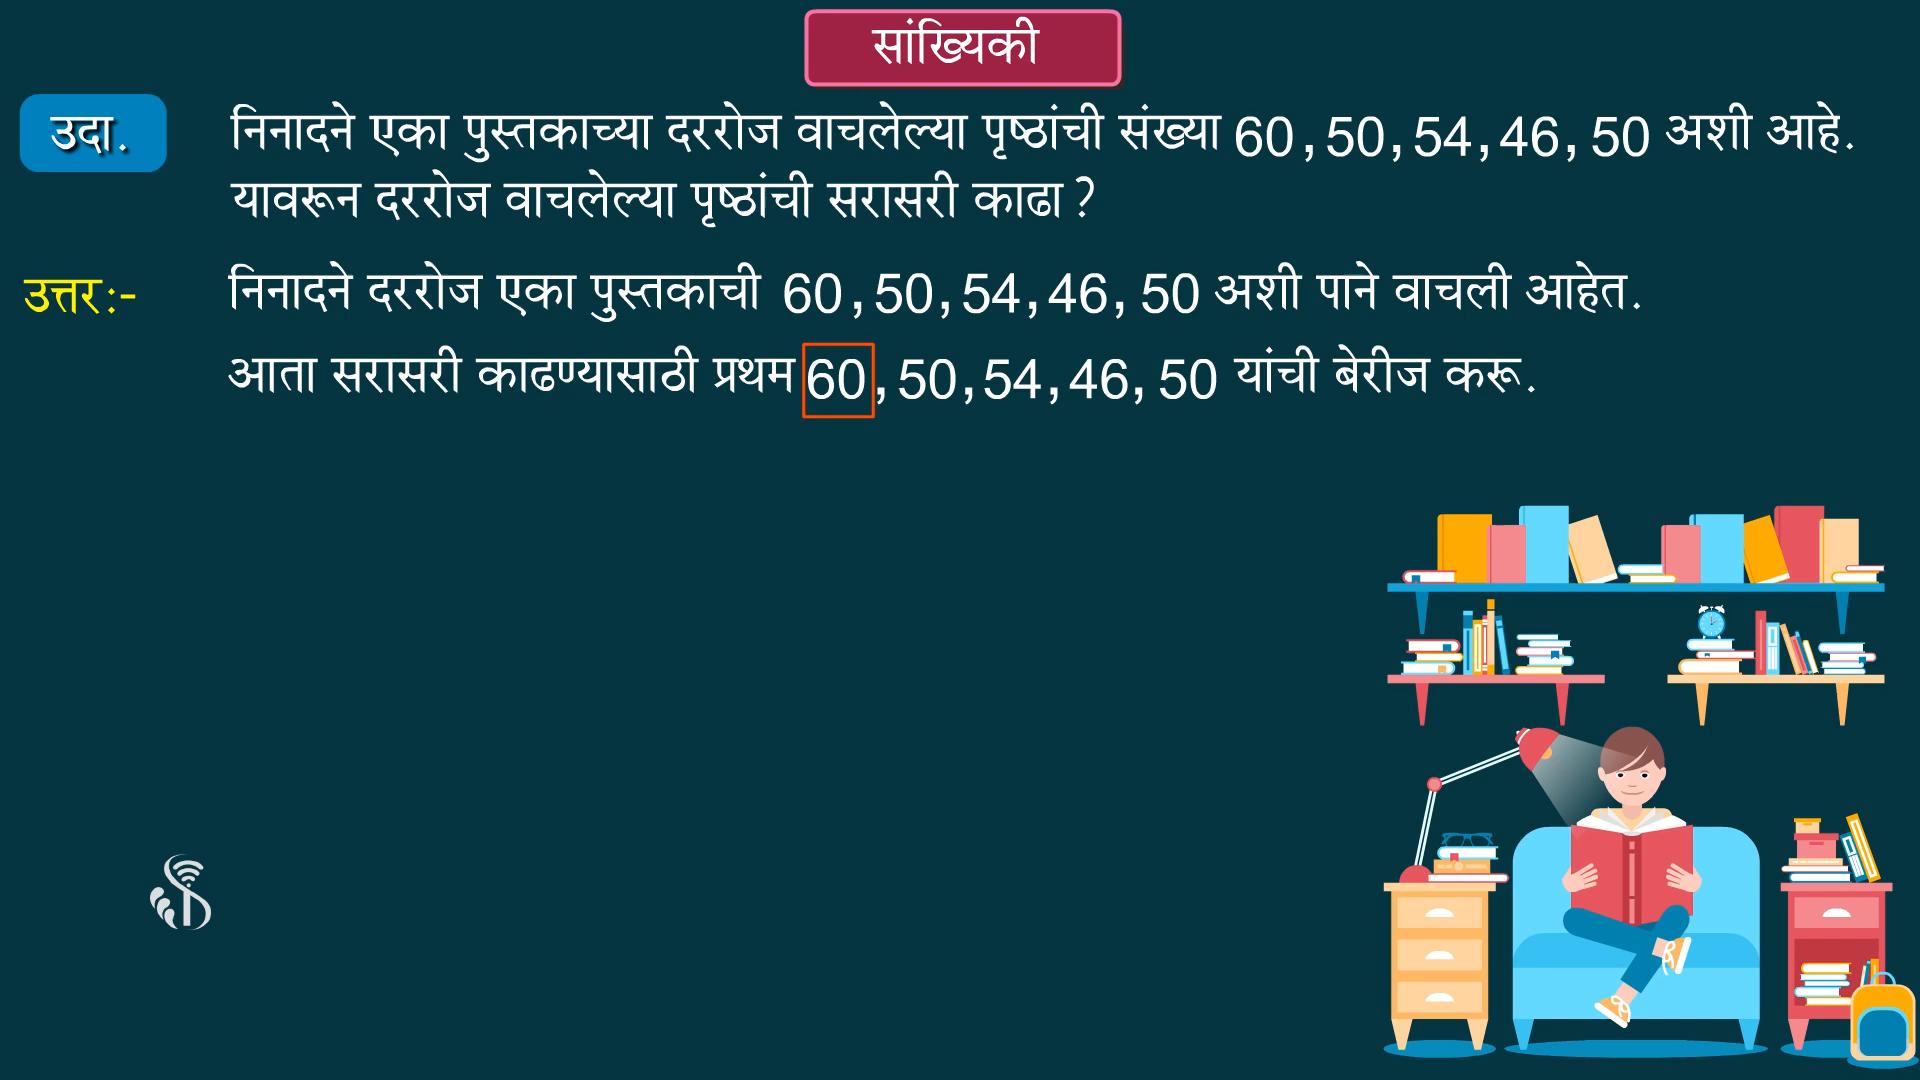 सांख्यिकी
उदा. निनादने एका पुस्तकाच्या दररोज वाचलेल्या पृष्ठांची संख्या 60, 50, 54, 46, 50 अशी आहे.
यावरून दररोज वाचलेल्या पृष्ठांची सरासरी काढा?
उत्तर:- निनादने दररोज एका पुस्तकाची 60, 50, 54, 46, 50 अशी पाने वाचली आहेत.
आता सरासरी काढण्यासाठी प्रथम 60, 50, 54, 46, 50 यांची बेरीज करू.